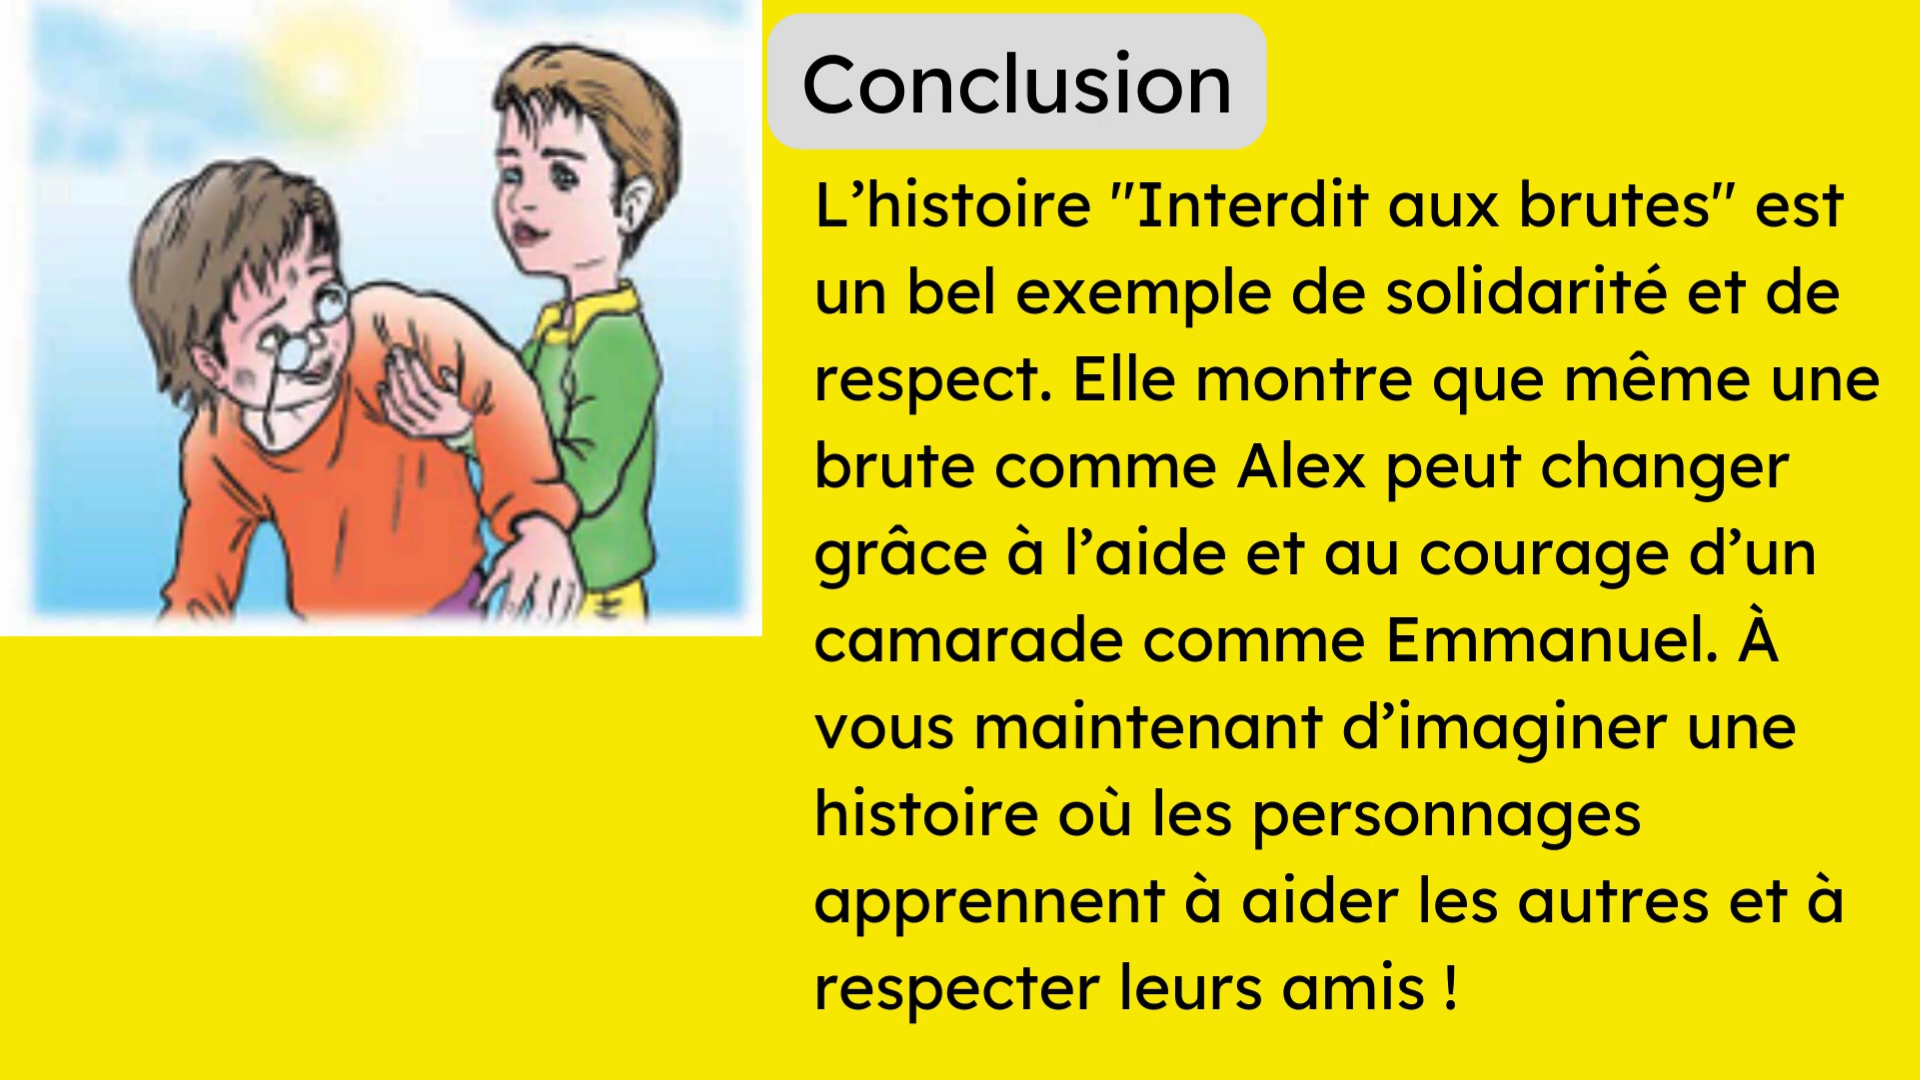 Conclusion
L’histoire "Interdit aux brutes" est
un bel exemple de solidarité et de
respect. Elle montre que même une
brute comme Alex peut changer
grâce à l’aide et au courage d’un
camarade comme Emmanuel. À
vous maintenant d’imaginer une
histoire où les personnages
apprennent à aider les autres et à
respecter leurs amis !